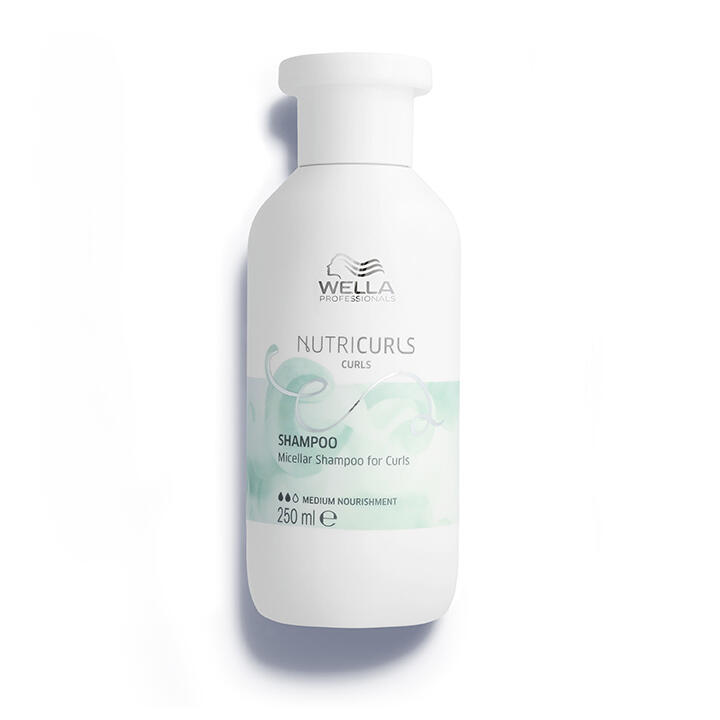 WELLA
PROFESSIONALS
NUTRICURLS
CURLS
SHAMPOO
Micellar Shampoo for Curls
MEDIUM NOURISHMENT
250 ml ℮